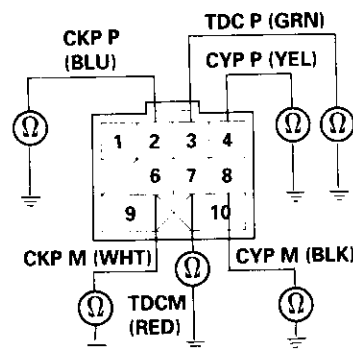 TDC P (GRN)
CKP P
(BLU)
CYP P (YEL)
Ω
Ω
Ω
1 2 3 4
6 7 8
9 10
CKP M (WHT)
CYP M (BLK)
Ω
Ω
Ω
TDCM
(RED)